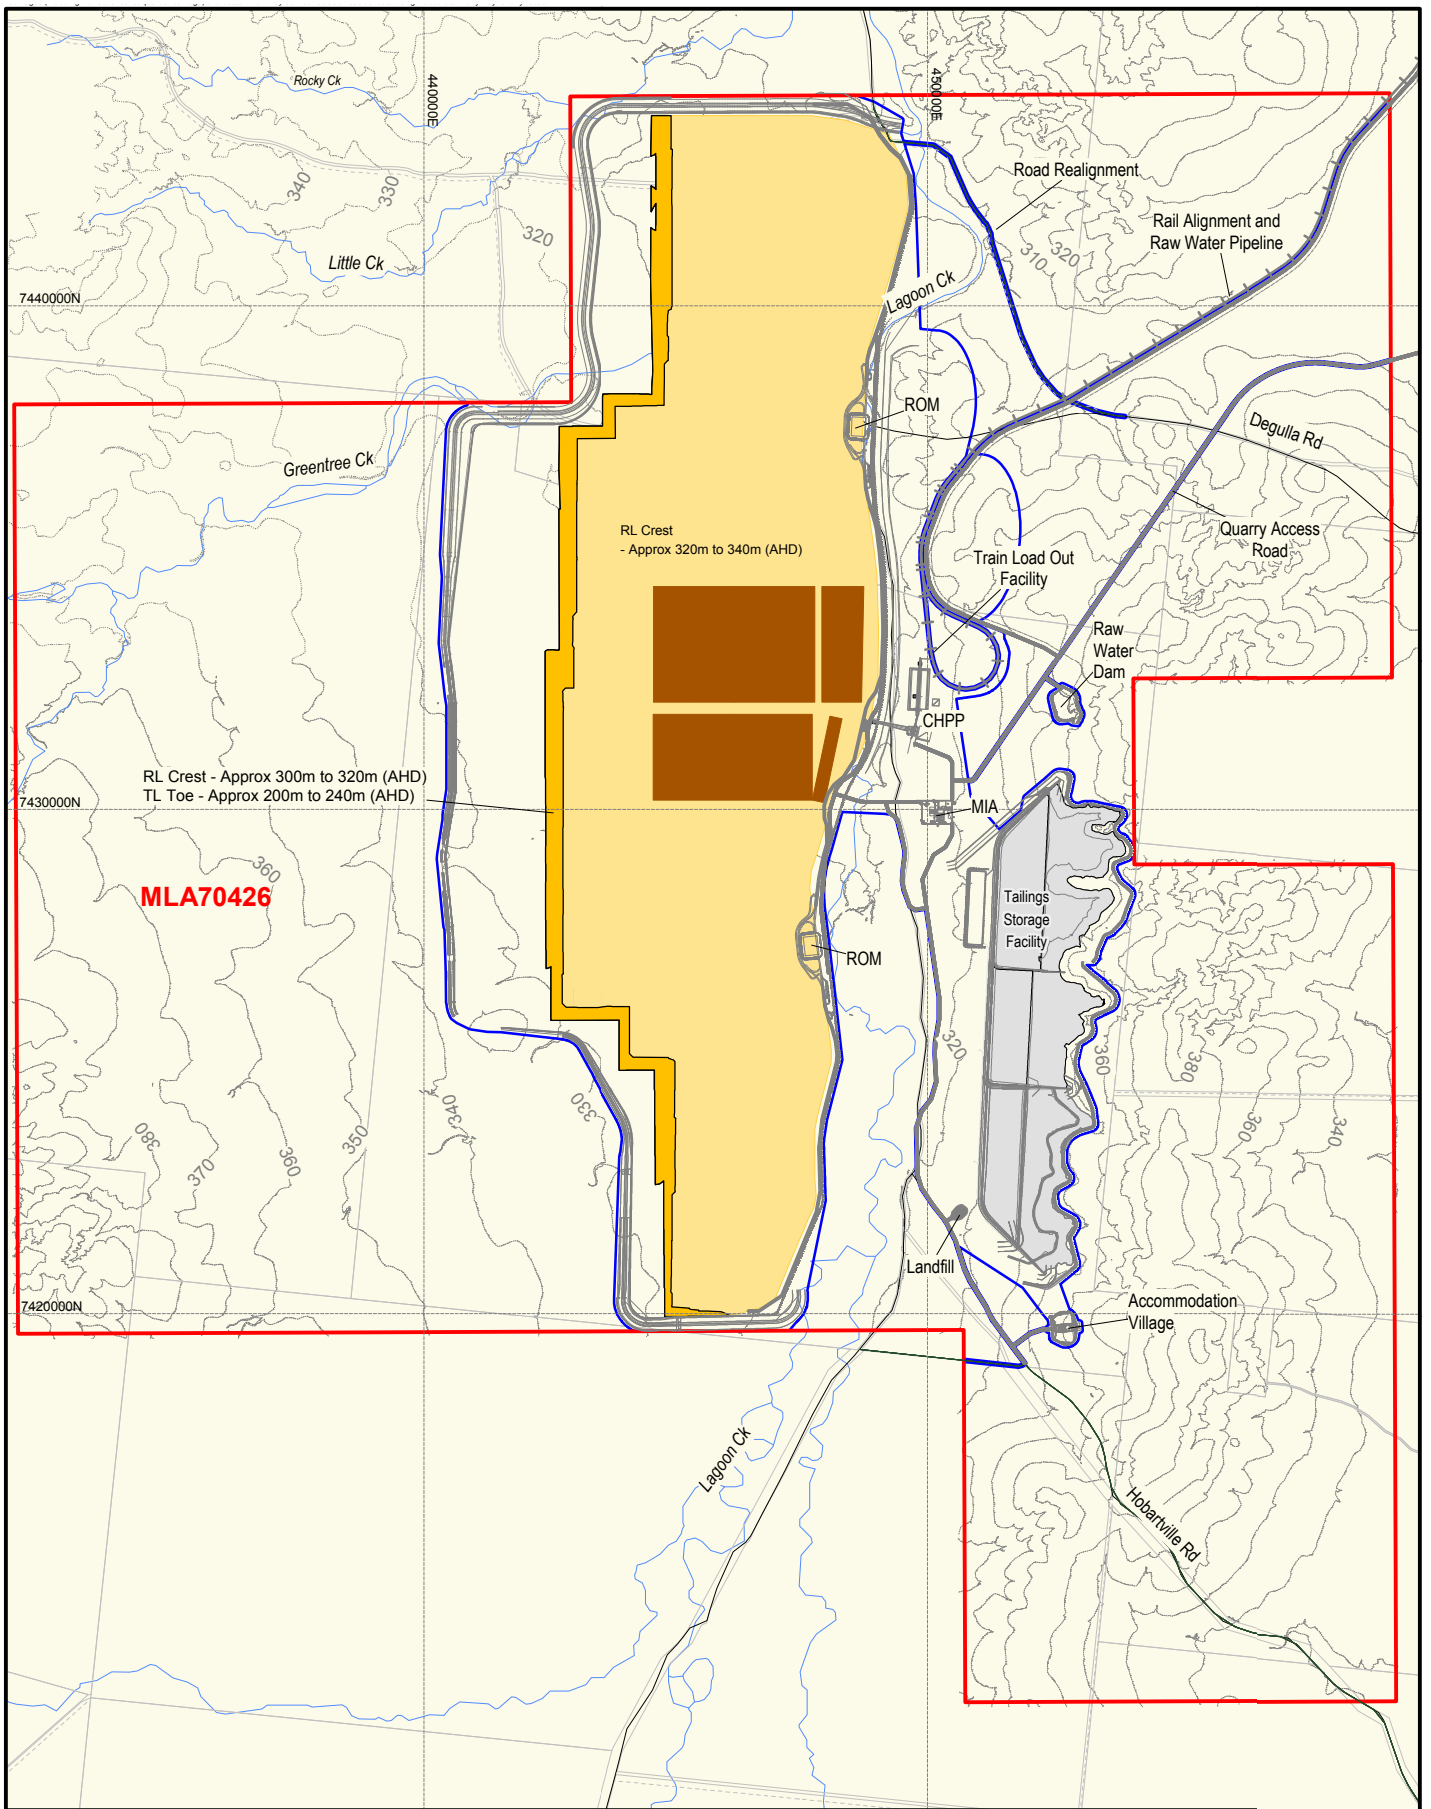 Rocky Ck
440000E
450000E
Road Realignment
340
330
Rail Alignment and
Raw Water Pipeline
320
310
320
Little Ck
Lagoon Ck
7440000N
ROM
Degulla Rd
Greentree Ck
RL Crest
- Approx 320m to 340m (AHD)
Quarry Access
Road
Train Load Out
Facility
Raw
Water
Dam
CHPP
RL Crest - Approx 300m to 320m (AHD)
TL Toe - Approx 200m to 240m (AHD)
7430000N
MIA
360
MLA70426
Tailings
Storage
Facility
ROM
320
360
380
340
330
380
350
360
370
360
340
Landfill
7420000N
Accommodation
Village
Lagoon Ck
Hobartville Rd